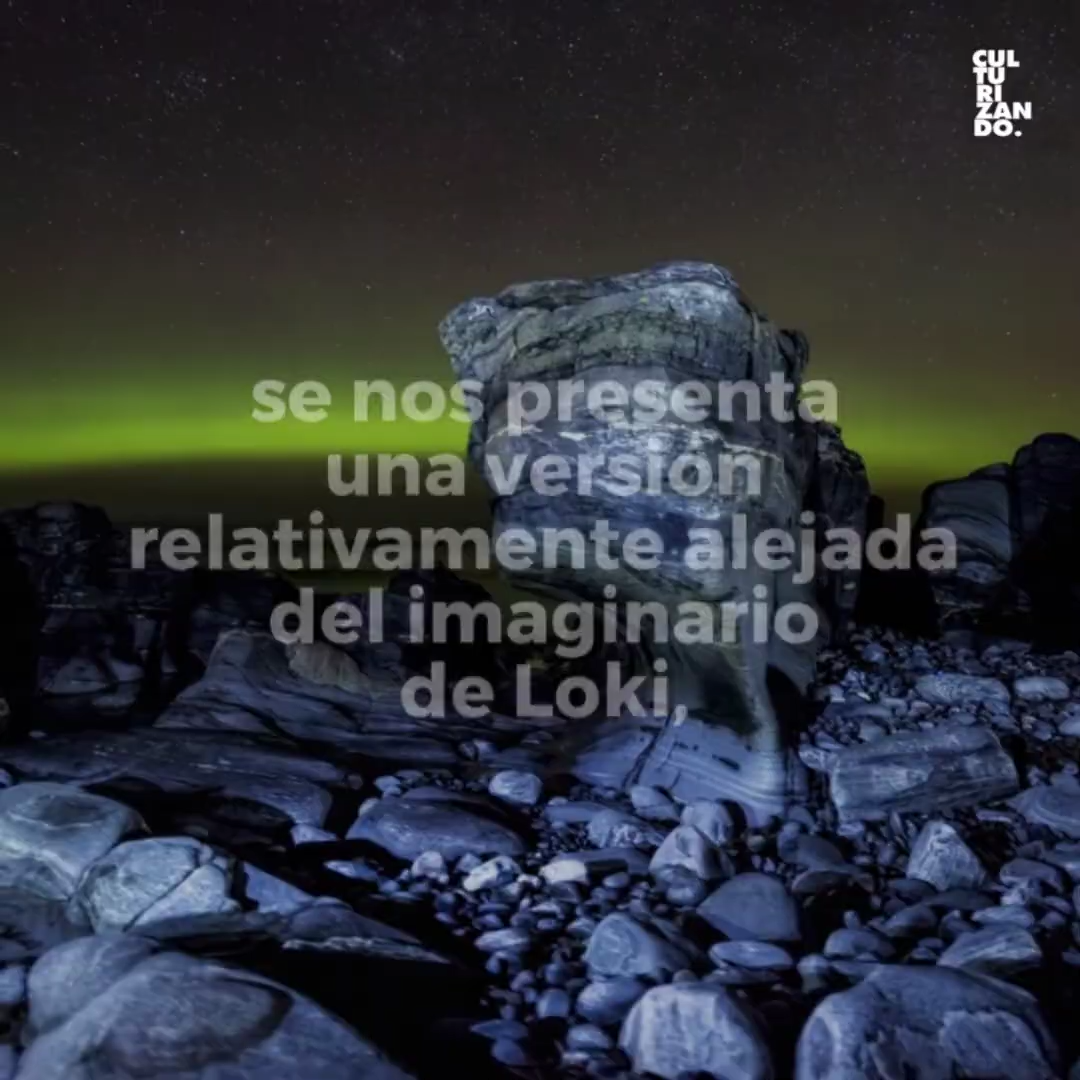 CUL
TU
RI
ZAN
DO.
se nos presenta
una versión
relativamente alejada
del imaginario
de Loki,